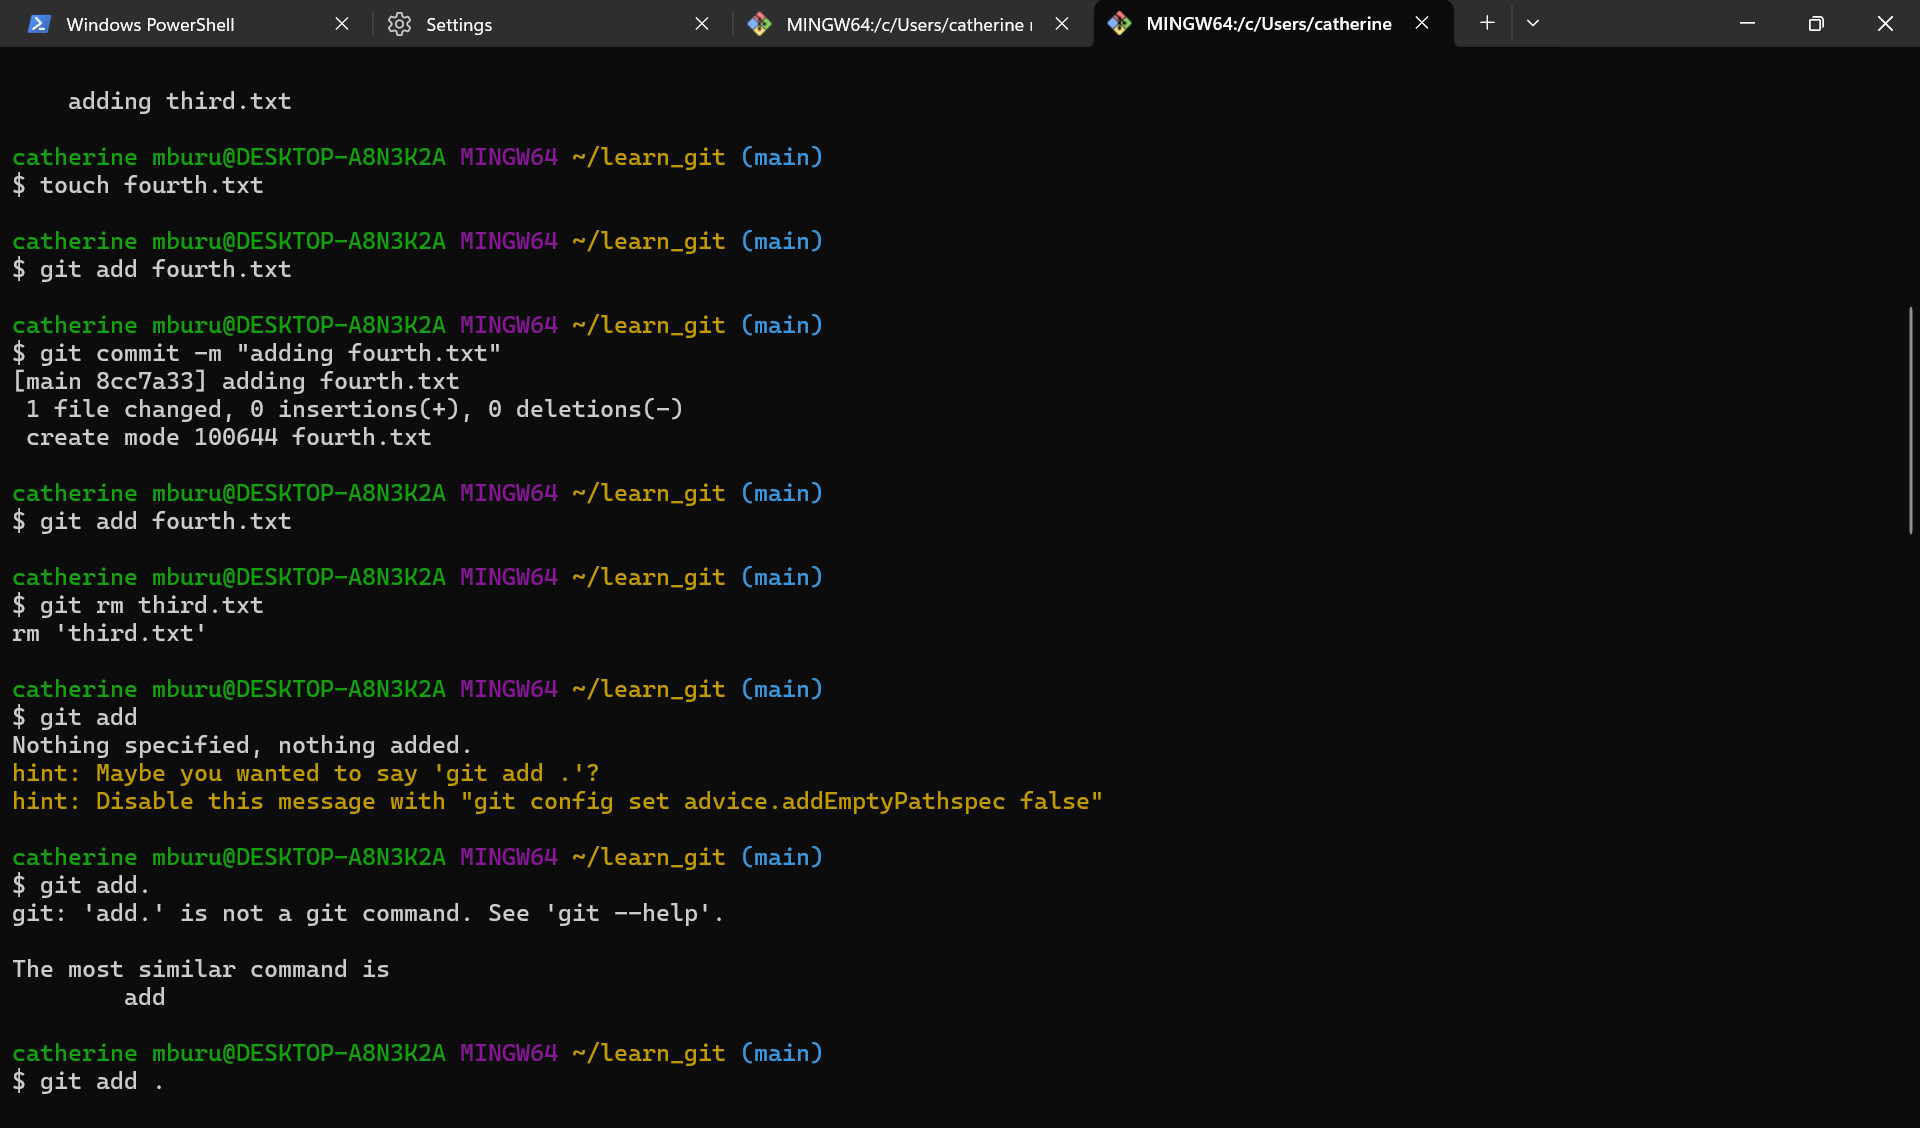 Windows PowerShell
Settings
MINGW64:/c/Users/catherine
MINGW64:/c/Users/catherine
adding third.txt
catherine mburu@DESKTOP-A8N3K2A MINGW64 ~/learn_git (main)
$ touch fourth.txt
catherine mburu@DESKTOP-A8N3K2A MINGW64 ~/learn_git (main)
$ git add fourth.txt
catherine mburu@DESKTOP-A8N3K2A MINGW64 ~/learn_git (main)
$ git commit -m "adding fourth.txt"
[main 8cc7a33] adding fourth.txt
1 file changed, 0 insertions(+), 0 deletions(-)
create mode 100644 fourth.txt
catherine mburu@DESKTOP-A8N3K2A MINGW64 ~/learn_git (main)
$ git add fourth.txt
catherine mburu@DESKTOP-A8N3K2A MINGW64 ~/learn_git (main)
$ git rm third.txt
rm 'third.txt'
catherine mburu@DESKTOP-A8N3K2A MINGW64 ~/learn_git (main)
$ git add
Nothing specified, nothing added.
hint: Maybe you wanted to say 'git add .'?
hint: Disable this message with "git config set advice.addEmptyPathspec false"
catherine mburu@DESKTOP-A8N3K2A MINGW64 ~/learn_git (main)
$ git add.
git: 'add.' is not a git command. See 'git --help'.
The most similar command is
add
catherine mburu@DESKTOP-A8N3K2A MINGW64 ~/learn_git (main)
$ git add .